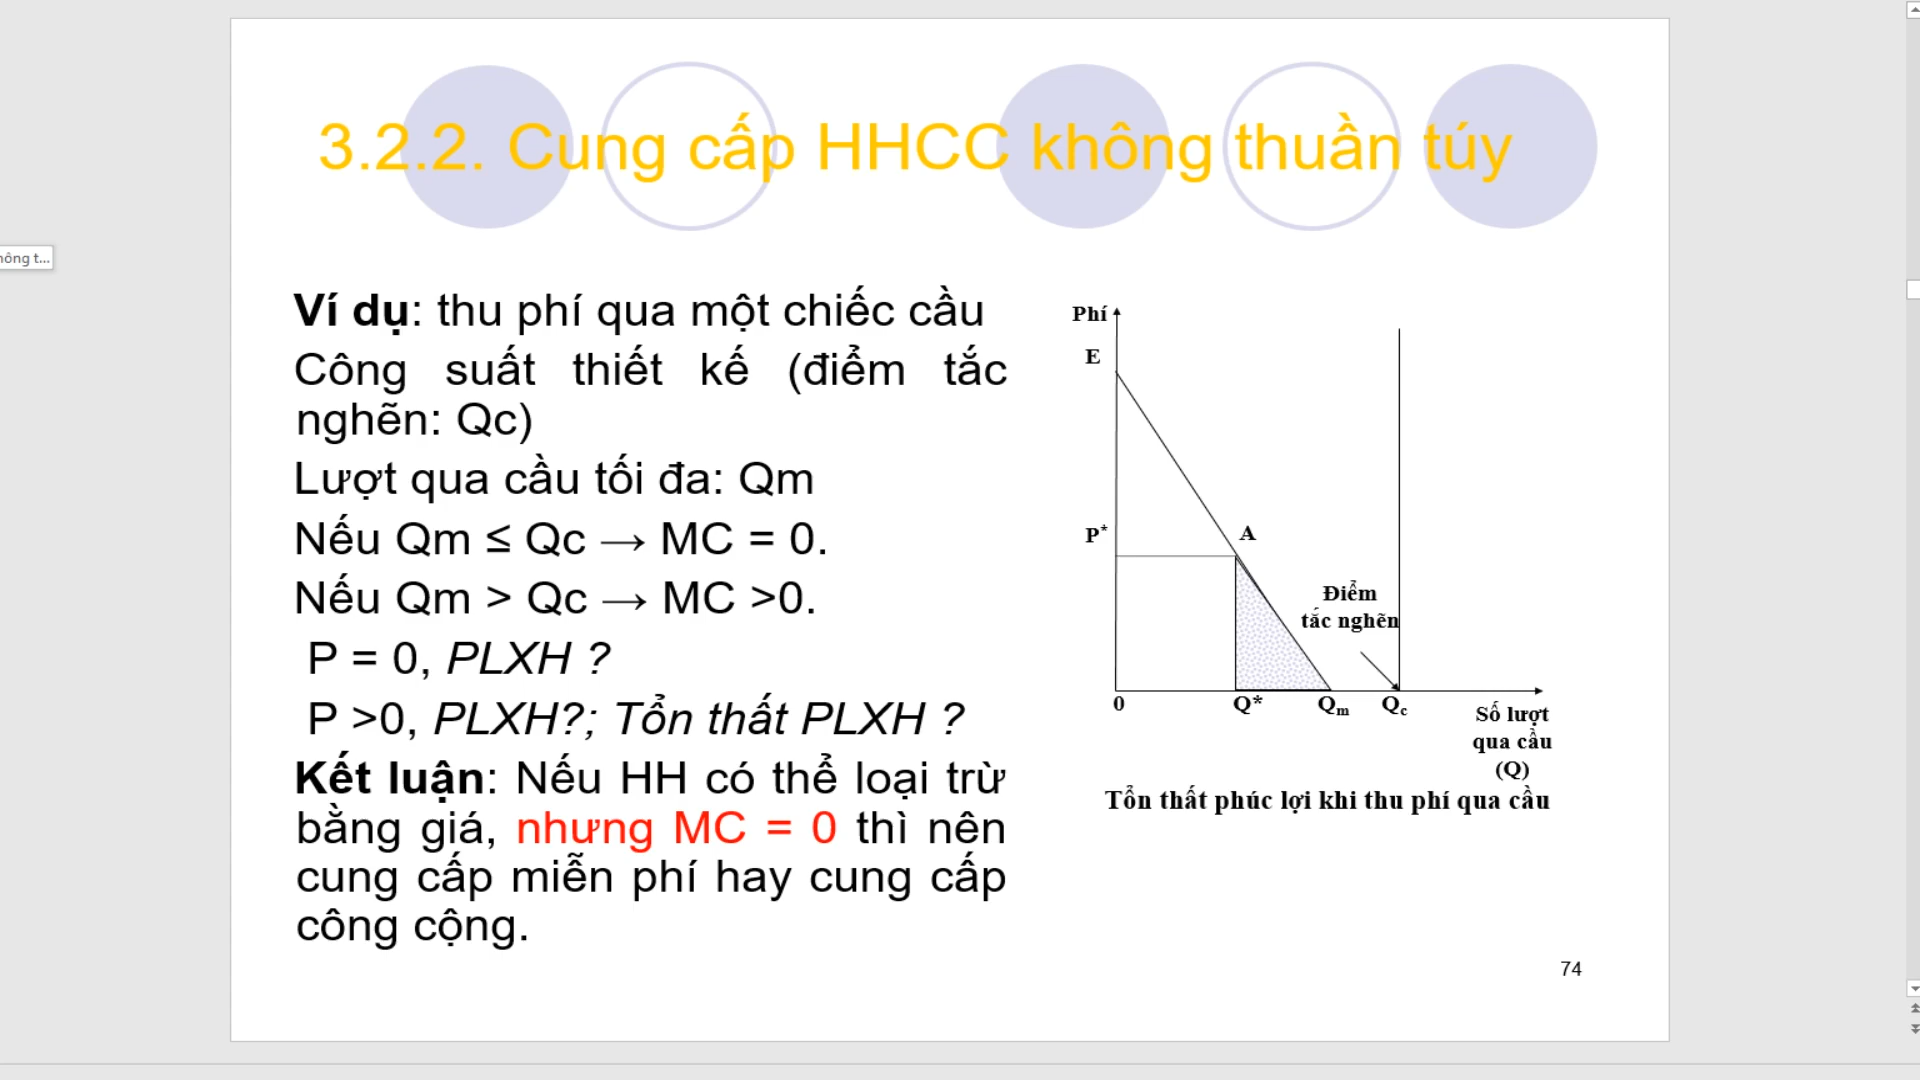 3.2.2. Cung cấp HHCC không thuần túy
hông t...
Ví dụ: thu phí qua một chiếc cầu
Công suất thiết kế (điểm tắc
nghẽn: Qc)
Lượt qua cầu tối đa: Qm
Nếu Qm ≤ Qc → MC = 0.
Nếu Qm > Qc → MC >0.
P = 0, PLXH ?
P >0, PLXH?; Tổn thất PLXH ?
Kết luận: Nếu HH có thể loại trừ
bằng giá, nhưng MC = 0 thì nên
cung cấp miễn phí hay cung cấp
công cộng.
Phí
E
P*
A
Điểm
tắc nghẽn
0
Q*
Qm
Qc
Số lượt
qua cầu
(Q)
Tổn thất phúc lợi khi thu phí qua cầu
74